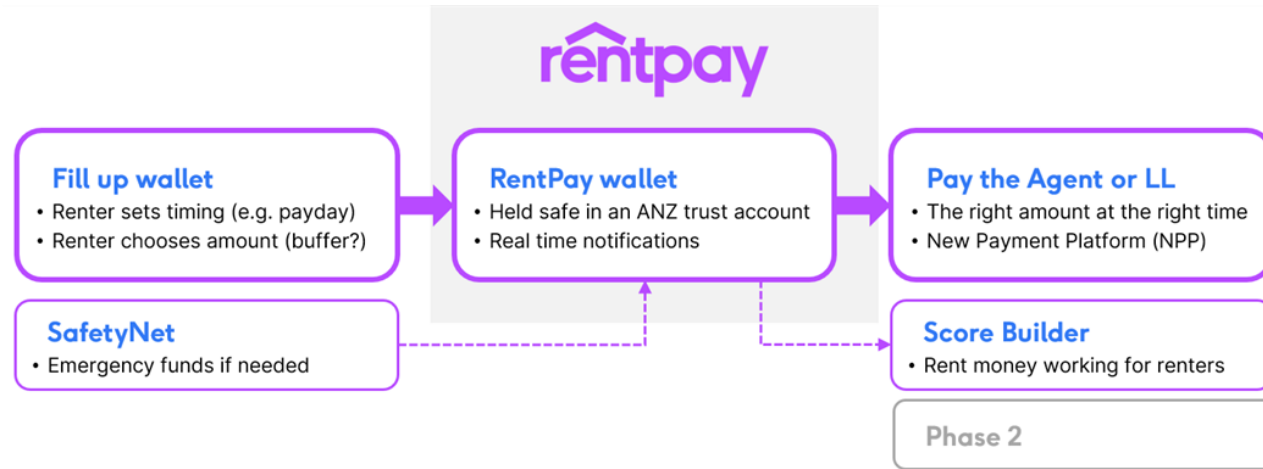 rentpay
Fill up wallet
• Renter sets timing (e.g. payday)
• Renter chooses amount (buffer?)
RentPay wallet
• Held safe in an ANZ trust account
• Real time notifications
Pay the Agent or LL
• The right amount at the right time
• New Payment Platform (NPP)
SafetyNet
• Emergency funds if needed
Score Builder
• Rent money working for renters
Phase 2